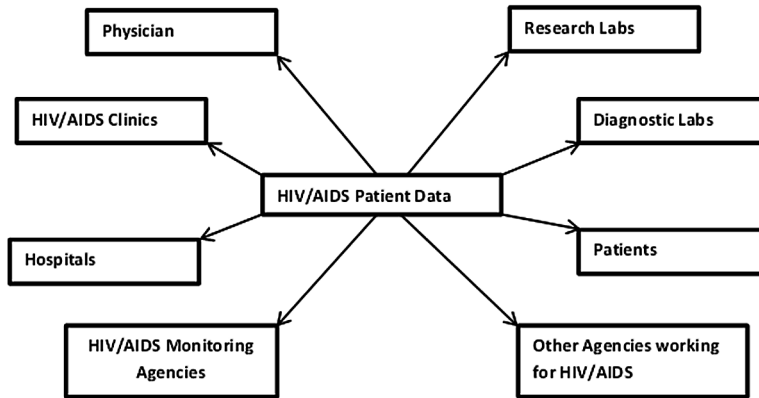 Physician
Research Labs
HIV/AIDS Clinics
Diagnostic Labs
HIV/AIDS Patient Data
Hospitals
Patients
HIV/AIDS Monitoring
Agencies
Other Agencies working
for HIV/AIDS